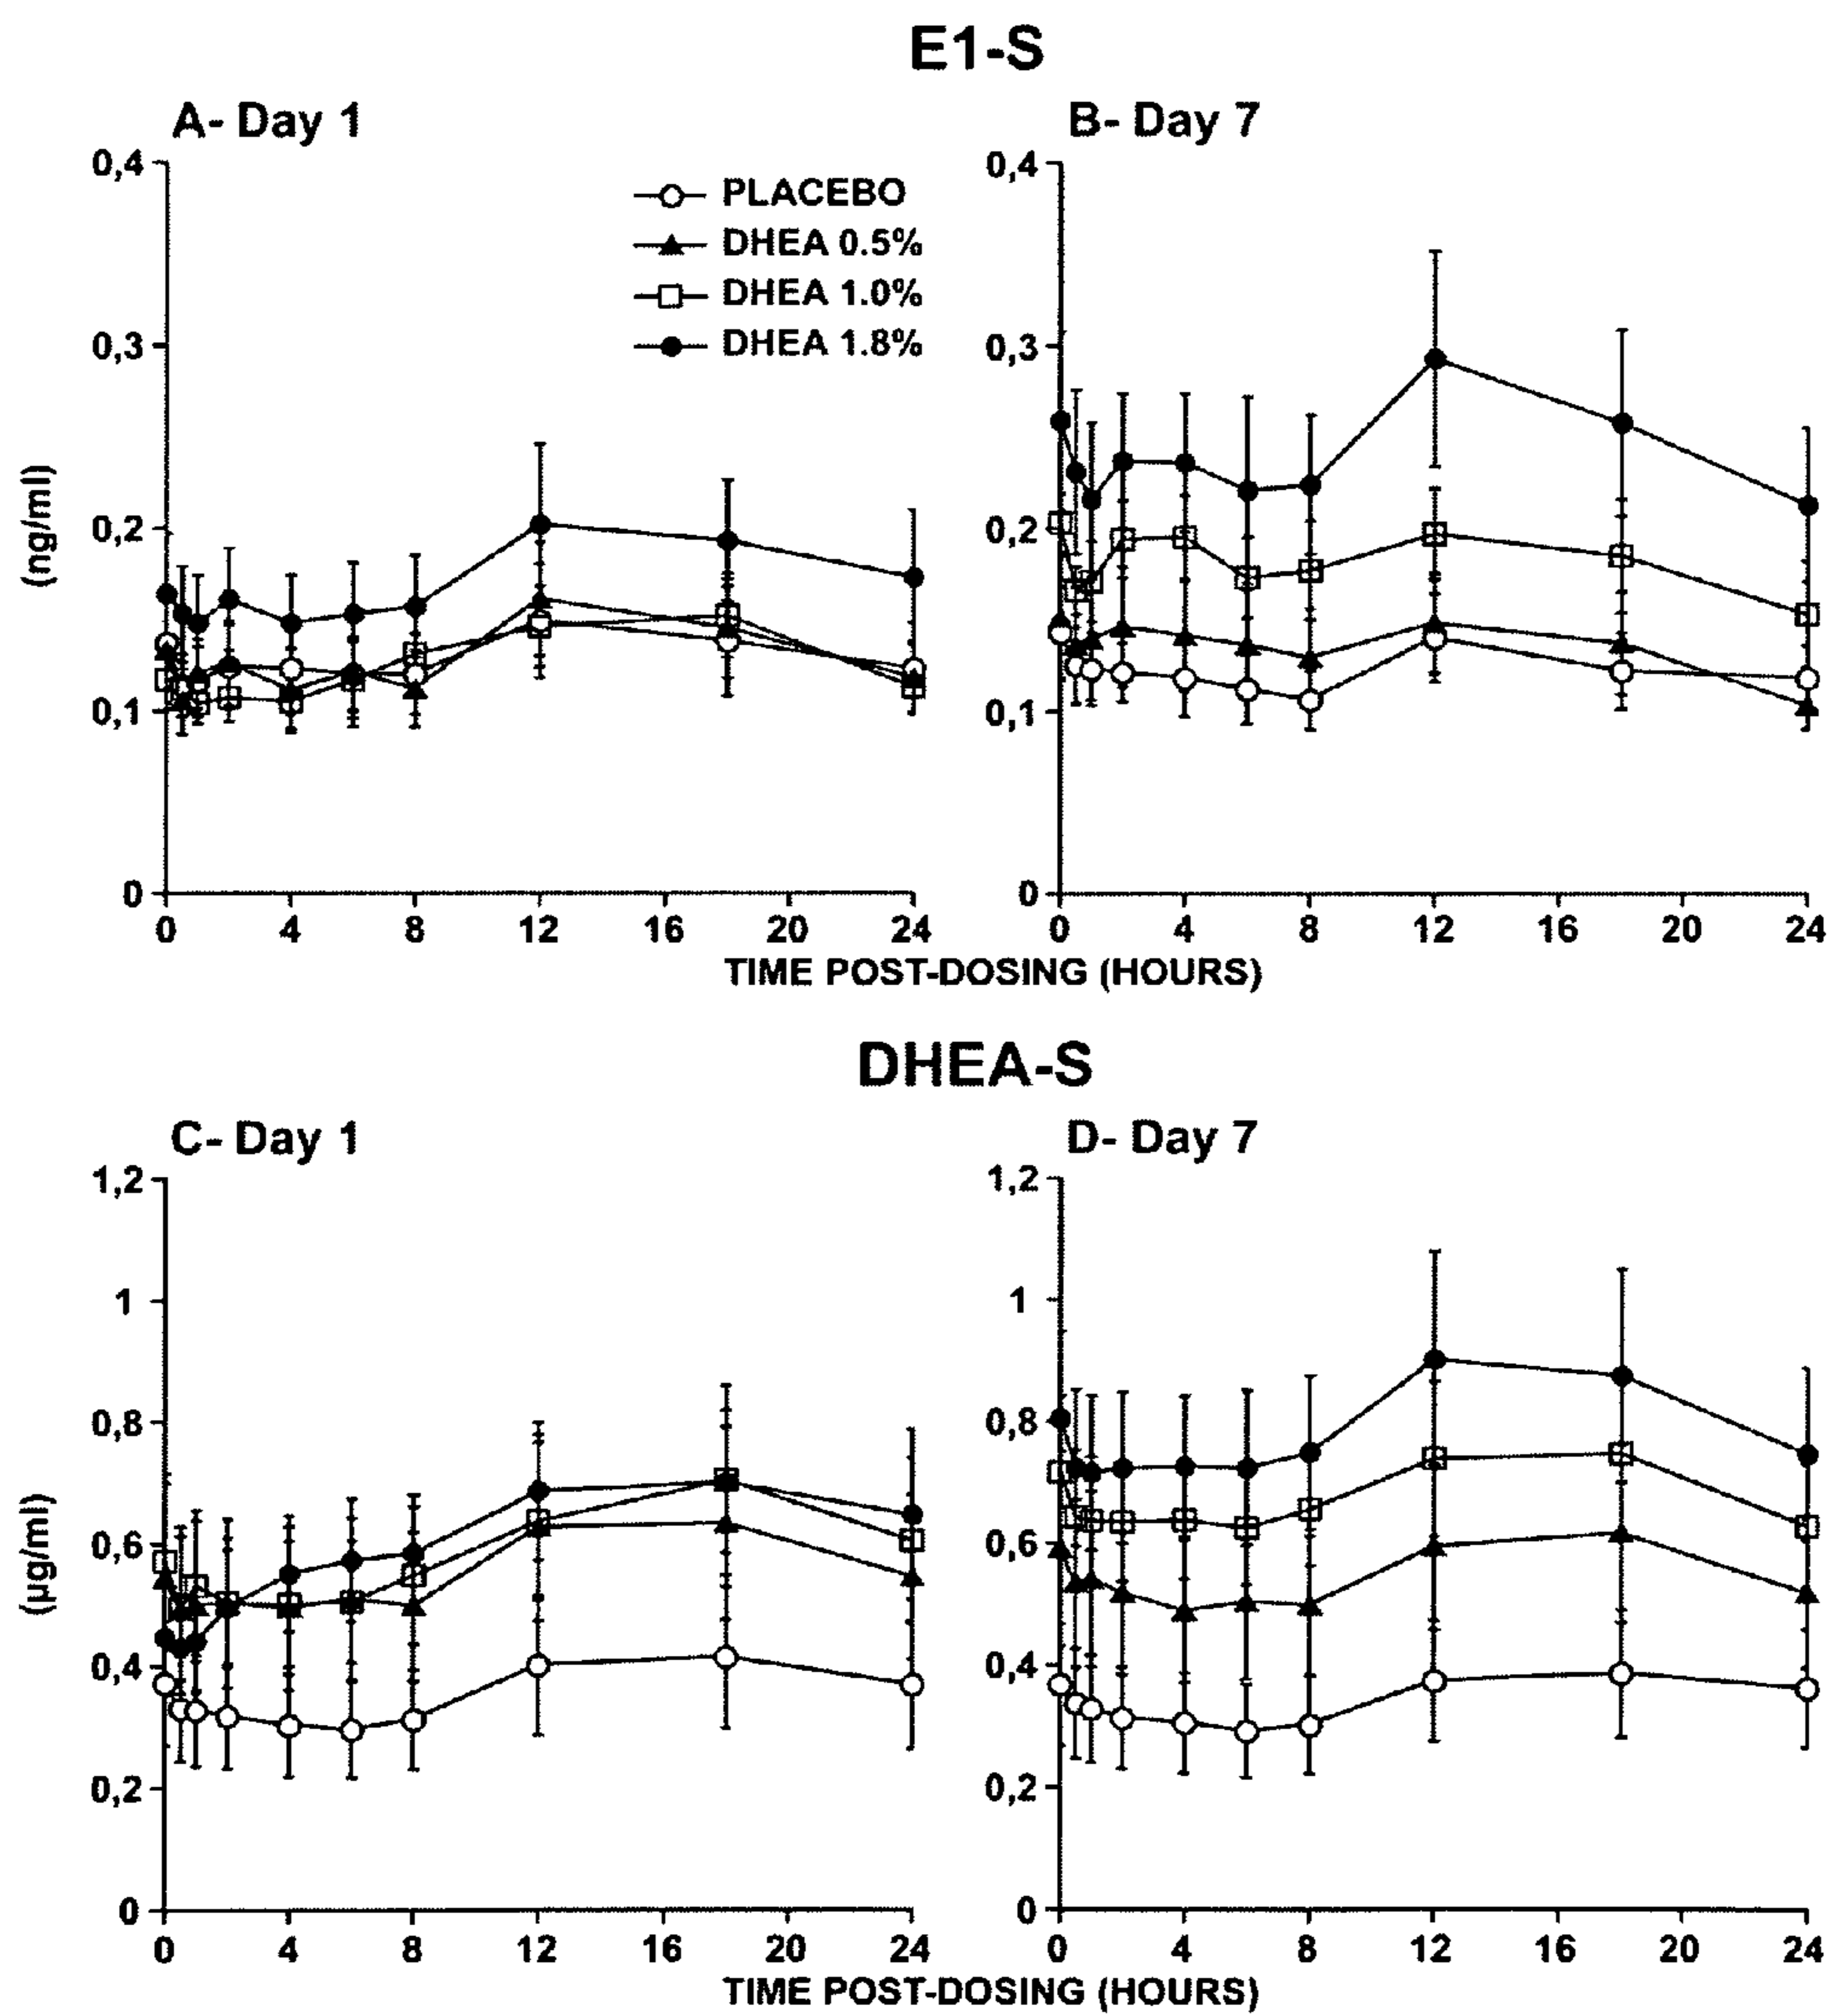 E1-S
A- Day 1
B- Day 7
0,4
0,3
0,2
0,1
0
(ng/ml)
PLACEBO
DHEA 0.5%
DHEA 1.0%
DHEA 1.8%
0 4 8 12 16 20 24
0,4
0,3
0,2
0,1
0
0 4 8 12 16 20 24
TIME POST-DOSING (HOURS)
DHEA-S
C- Day 1
D- Day 7
1,2
1
0,8
0,6
0,4
0,2
0
(µg/ml)
0 4 8 12 16 20 24
1,2
1
0,8
0,6
0,4
0,2
0
0 4 8 12 16 20 24
TIME POST-DOSING (HOURS)